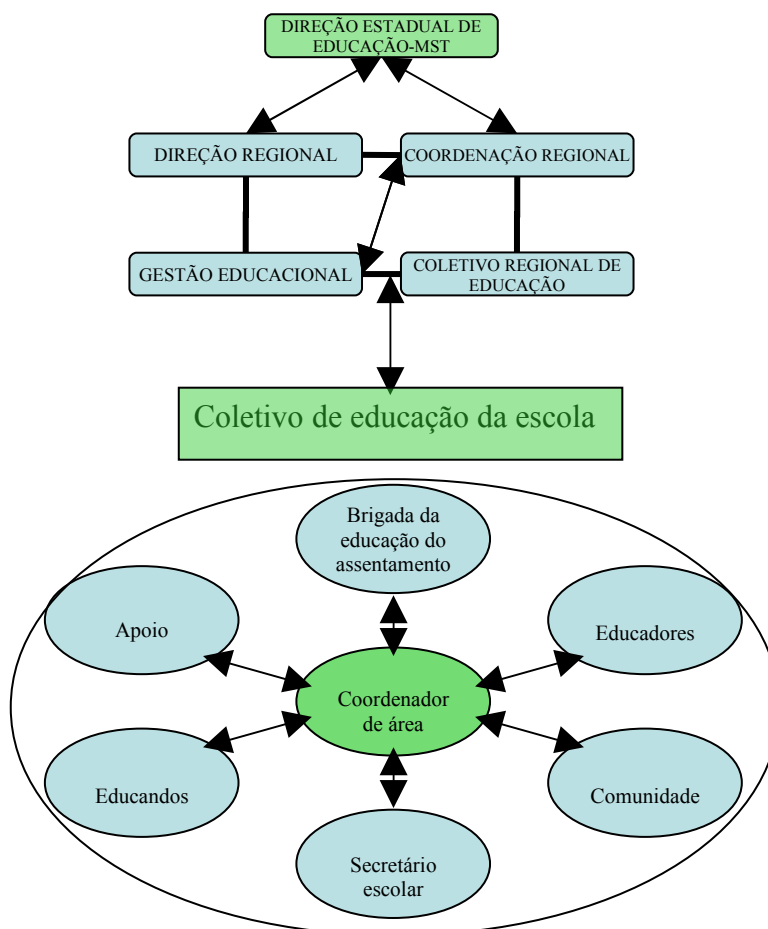 DIREÇÃO ESTADUAL DE
EDUCAÇÃO-MST
DIREÇÃO REGIONAL
COORDENAÇÃO REGIONAL
GESTÃO EDUCACIONAL
COLETIVO REGIONAL DE
EDUCAÇÃO
Coletivo de educação da escola
Brigada da
educação do
assentamento
Apoio
Educadores
Coordenador
de área
Educandos
Comunidade
Secretário
escolar